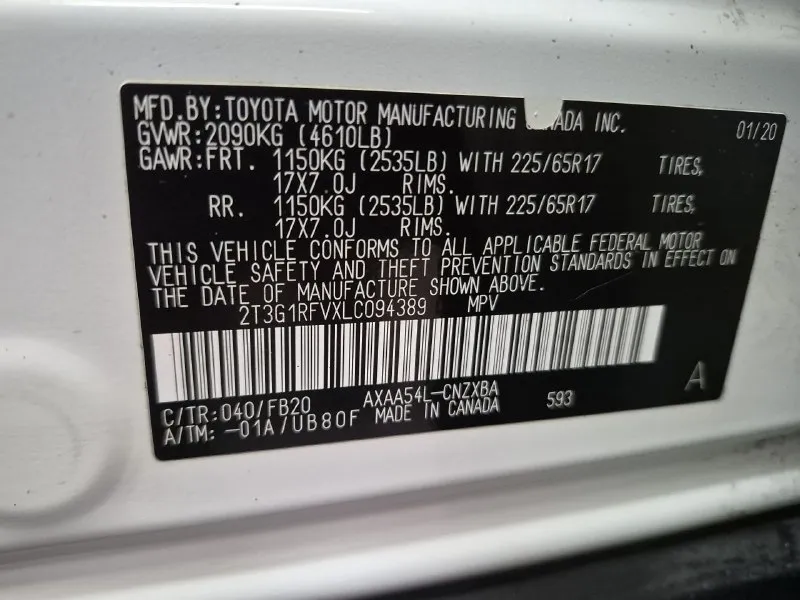 MFD.BY:TOYOTA MOTOR MANUFACTURING INC. 01/20
GVWR:2090KG (4610LB)
GAWR:FRT. 1150KG (2535LB) WITH 225/65R17 TIRES,
17X7.0J RIMS.
RR. 1150KG (2535LB) WITH 225/65R17 TIRES,
17X7.0J RIMS.
THIS VEHICLE CONFORMS TO ALL APPLICABLE FEDERAL MOTOR
VEHICLE SAFETY AND THEFT PREVENTION STANDARDS IN EFFECT ON
THE DATE OF MANUFACTURE SHOWN ABOVE.
2T3G1RFVXLC094389 MPV
C/TR:040/FB20 AXAA54L-CNZXBA 593 A
A/TM:-01A/UB80F MADE IN CANADA